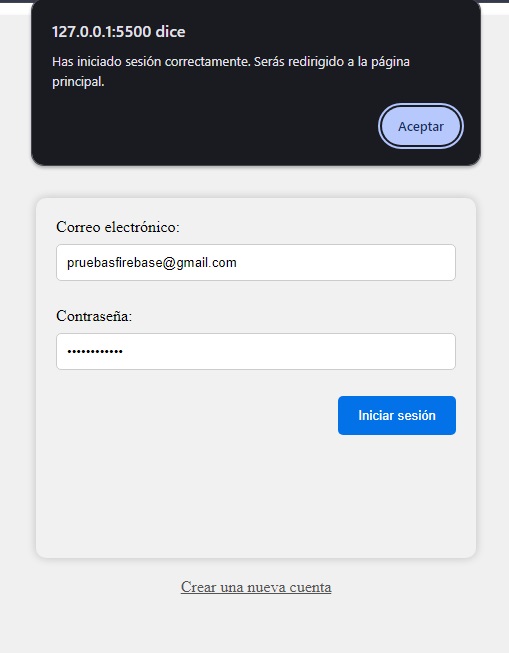 127.0.0.1:5500 dice
Has iniciado sesión correctamente. Serás redirigido a la página
principal.
Aceptar
Correo electrónico:
pruebasfirebase@gmail.com
Contraseña:
••••••••••••
Iniciar sesión
Crear una nueva cuenta